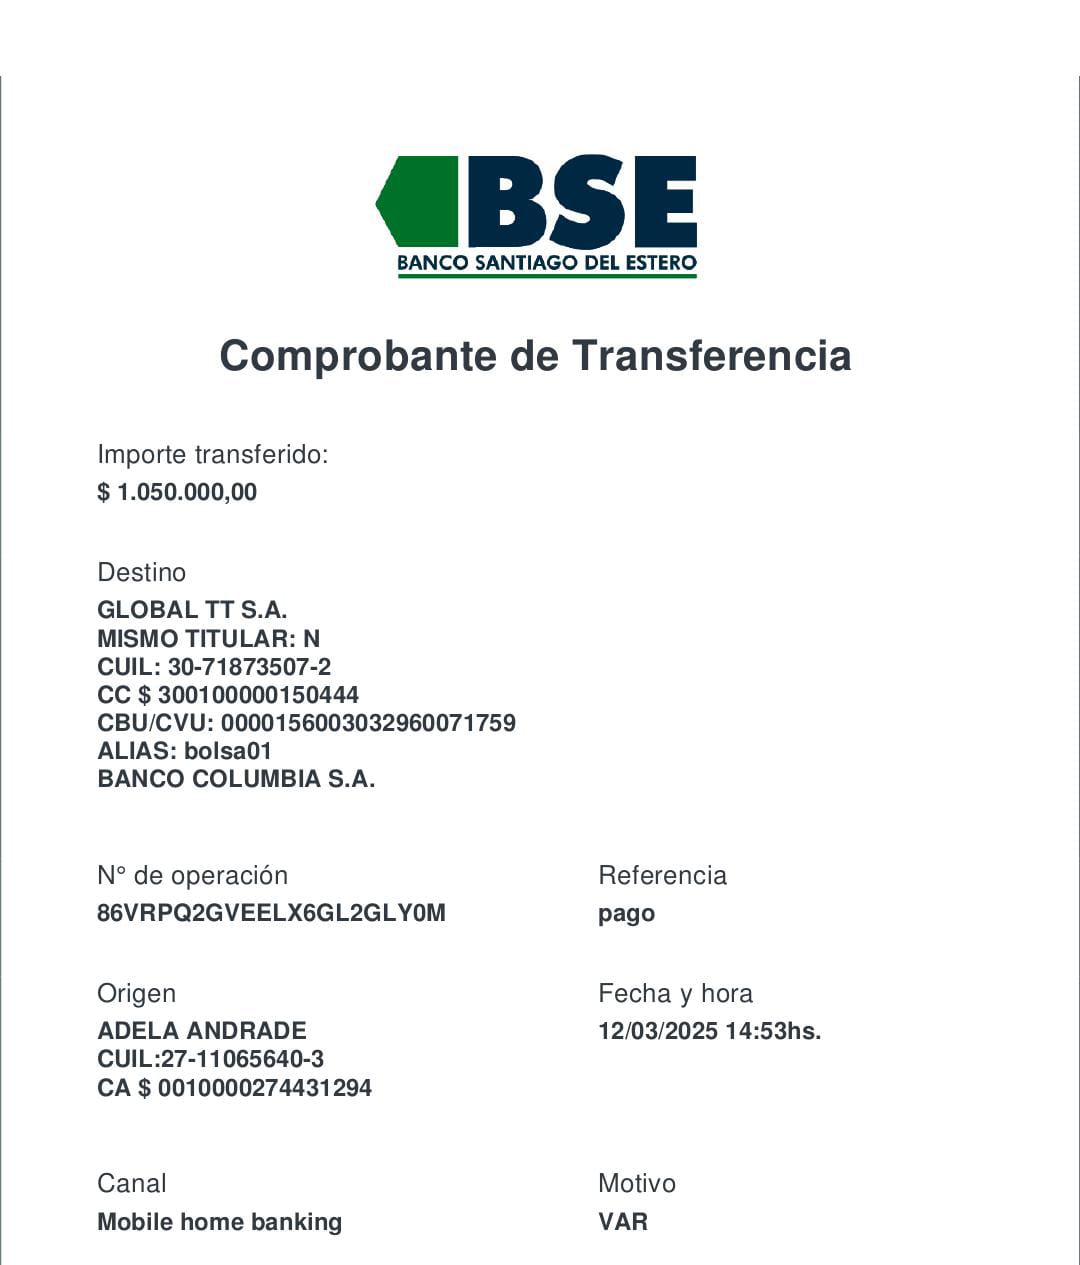 BSE
BANCO SANTIAGO DEL ESTERO
Comprobante de Transferencia
Importe transferido:
$ 1.050.000,00
Destino
GLOBAL TT S.A.
MISMO TITULAR: N
CUIL: 30-71873507-2
CC $ 300100000150444
CBU/CVU: 0000156003032960071759
ALIAS: bolsa01
BANCO COLUMBIA S.A.
N° de operación
86VRPQ2GVEELX6GL2GLY0M
Referencia
pago
Origen
ADELA ANDRADE
CUIL:27-11065640-3
CA $ 0010000274431294
Fecha y hora
12/03/2025 14:53hs.
Canal
Mobile home banking
Motivo
VAR